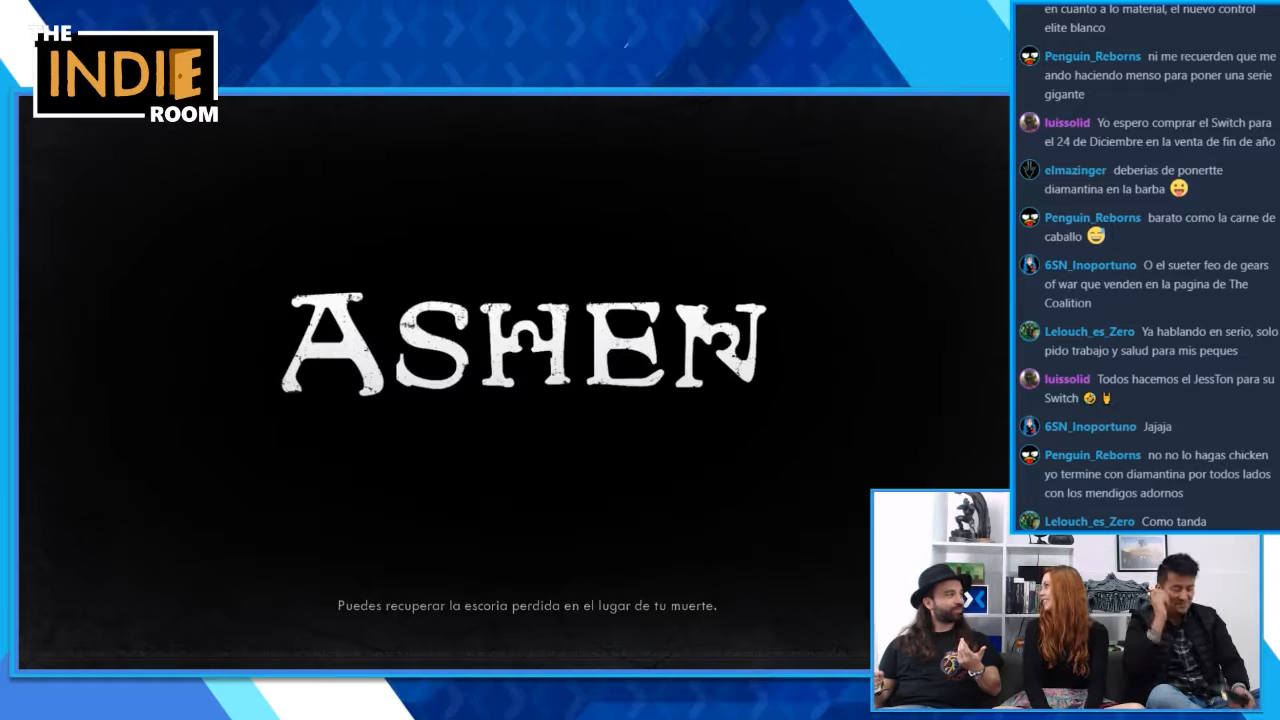 THE
INDIE
ROOM
ASHEN
Puedes recuperar la escoria perdida en el lugar de tu muerte.
en cuanto a lo material, el nuevo control
elite blanco
Penguin_Reborns ni me recuerden que me
ando haciendo menso para poner una serie
gigante
luissolid Yo espero comprar el Switch para
el 24 de Diciembre en la venta de fin de año
elmazinger deberias de ponertte
diamantina en la barba 😛
Penguin_Reborns barato como la carne de
caballo 😅
6SN_Inoportuno O el sueter feo de gears
of war que venden en la pagina de The
Coalition
Lelouch_es_Zero Ya hablando en serio, solo
pido trabajo y salud para mis peques
luissolid Todos hacemos el JessTon para su
Switch 🤣 🤘
6SN_Inoportuno Jajaja
Penguin_Reborns no no lo hagas chicken
yo termine con diamantina por todos lados
con los mendigos adornos
Lelouch_es_Zero Como tanda